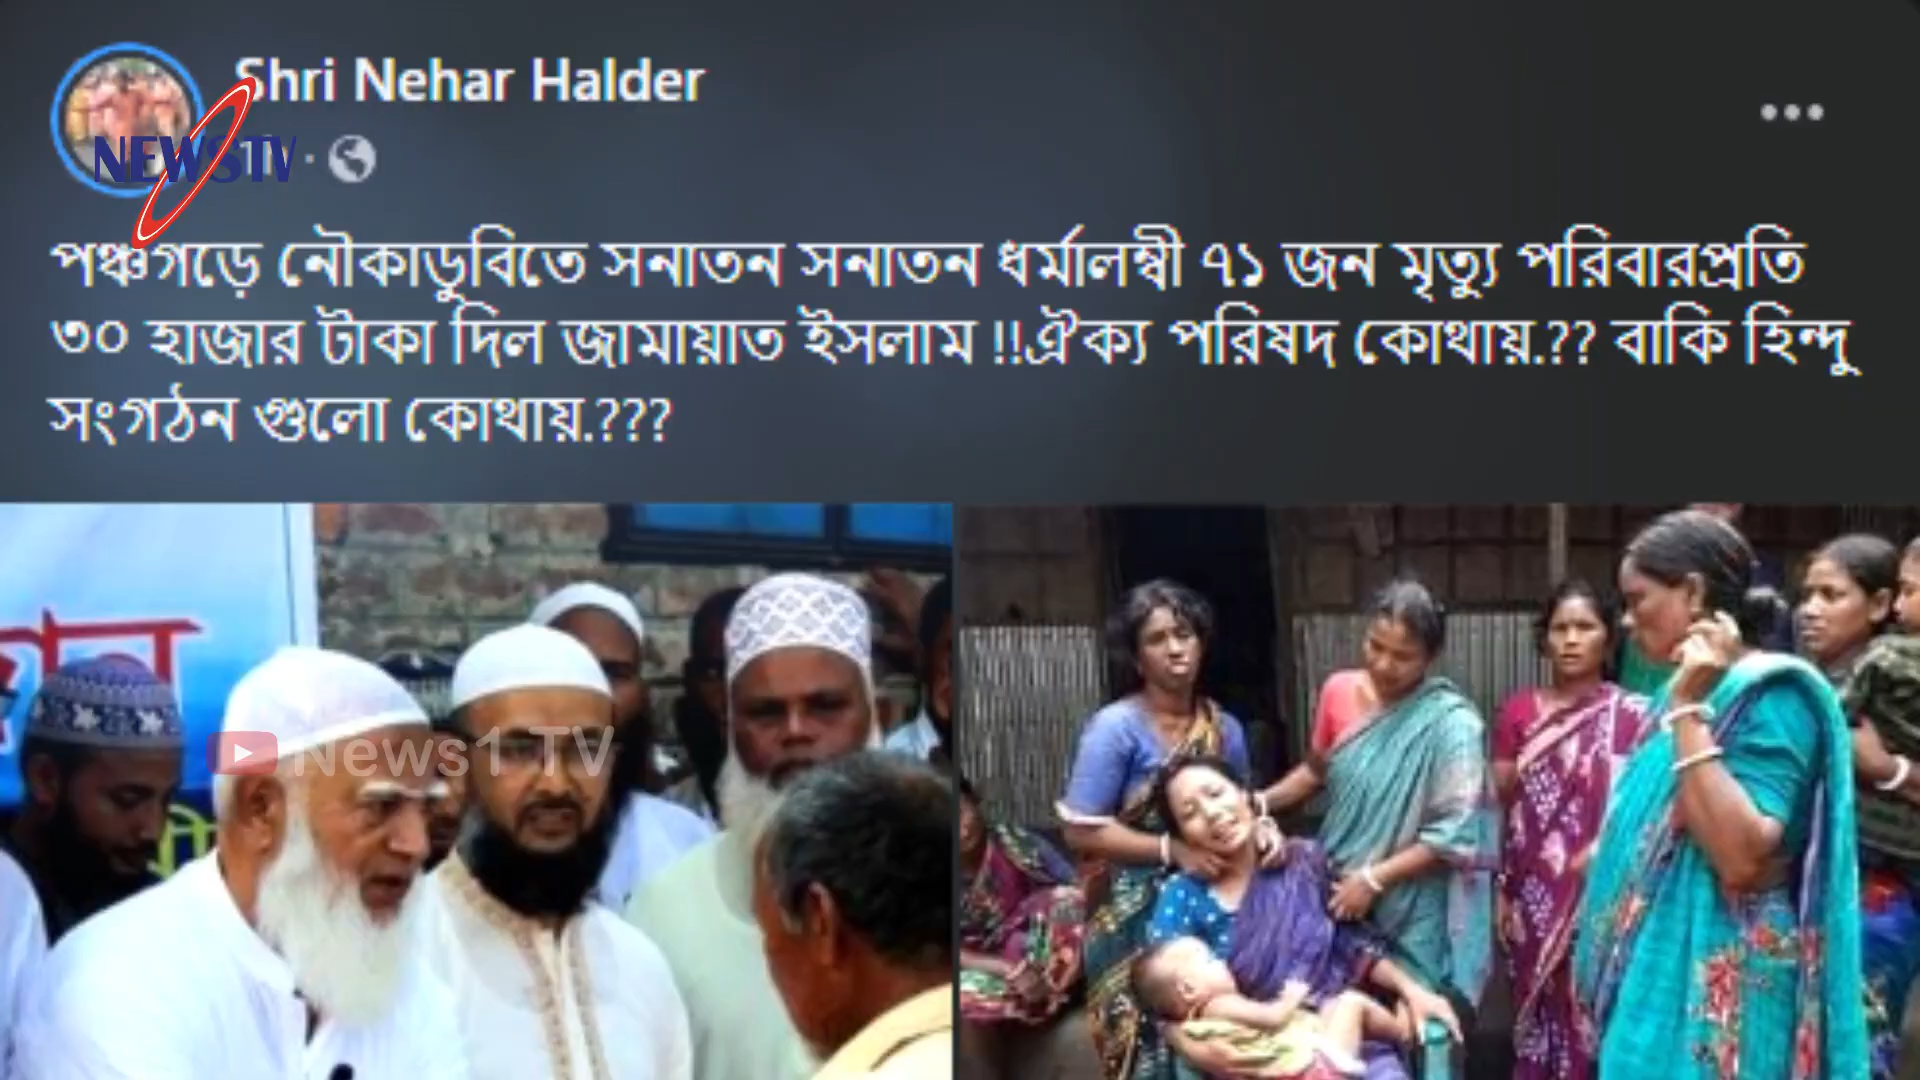 Shri Nehar Halder
NEWSTV
পঞ্চগড়ে নৌকাডুবিতে সনাতন সনাতন ধর্মালম্বী ৭১ জন মৃত্যু পরিবারপ্রতি
৩০ হাজার টাকা দিল জামায়াত ইসলাম !!ঐক্য পরিষদ কোথায়.?? বাকি হিন্দু
সংগঠন গুলো কোথায়.???
News1 TV